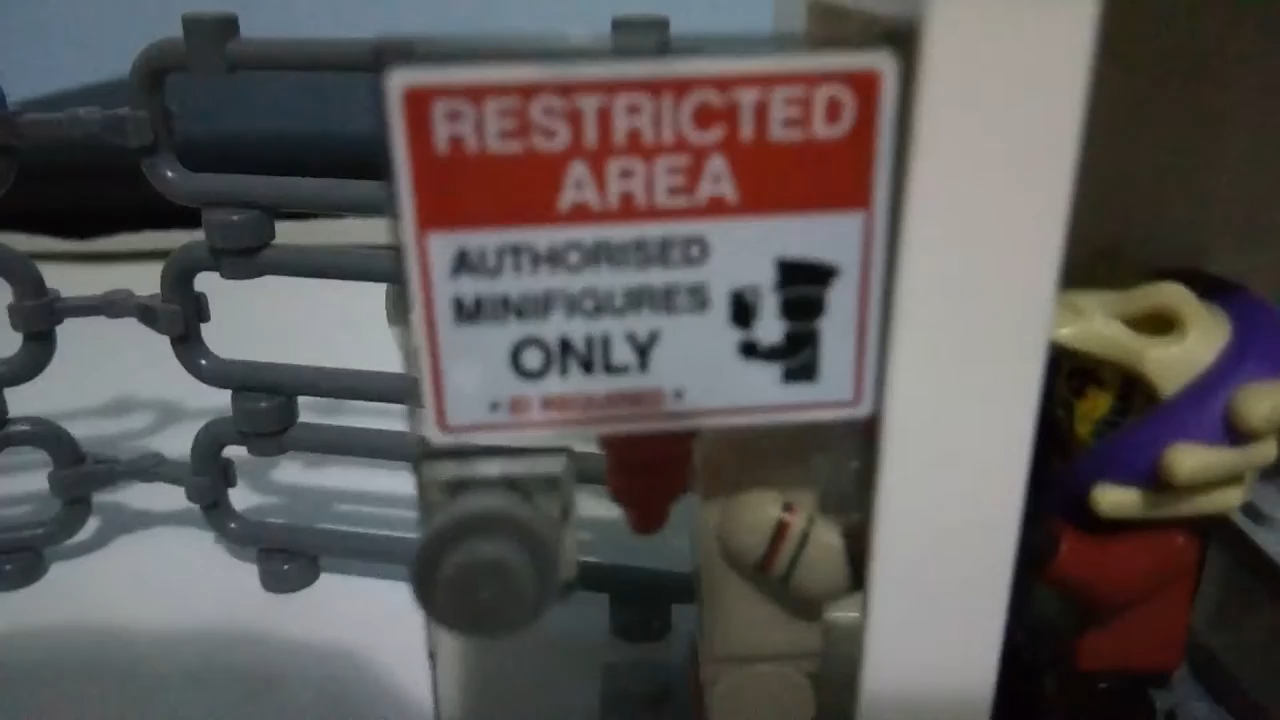 RESTRICTED
AREA
AUTHORISED
MINIFIGURES
ONLY